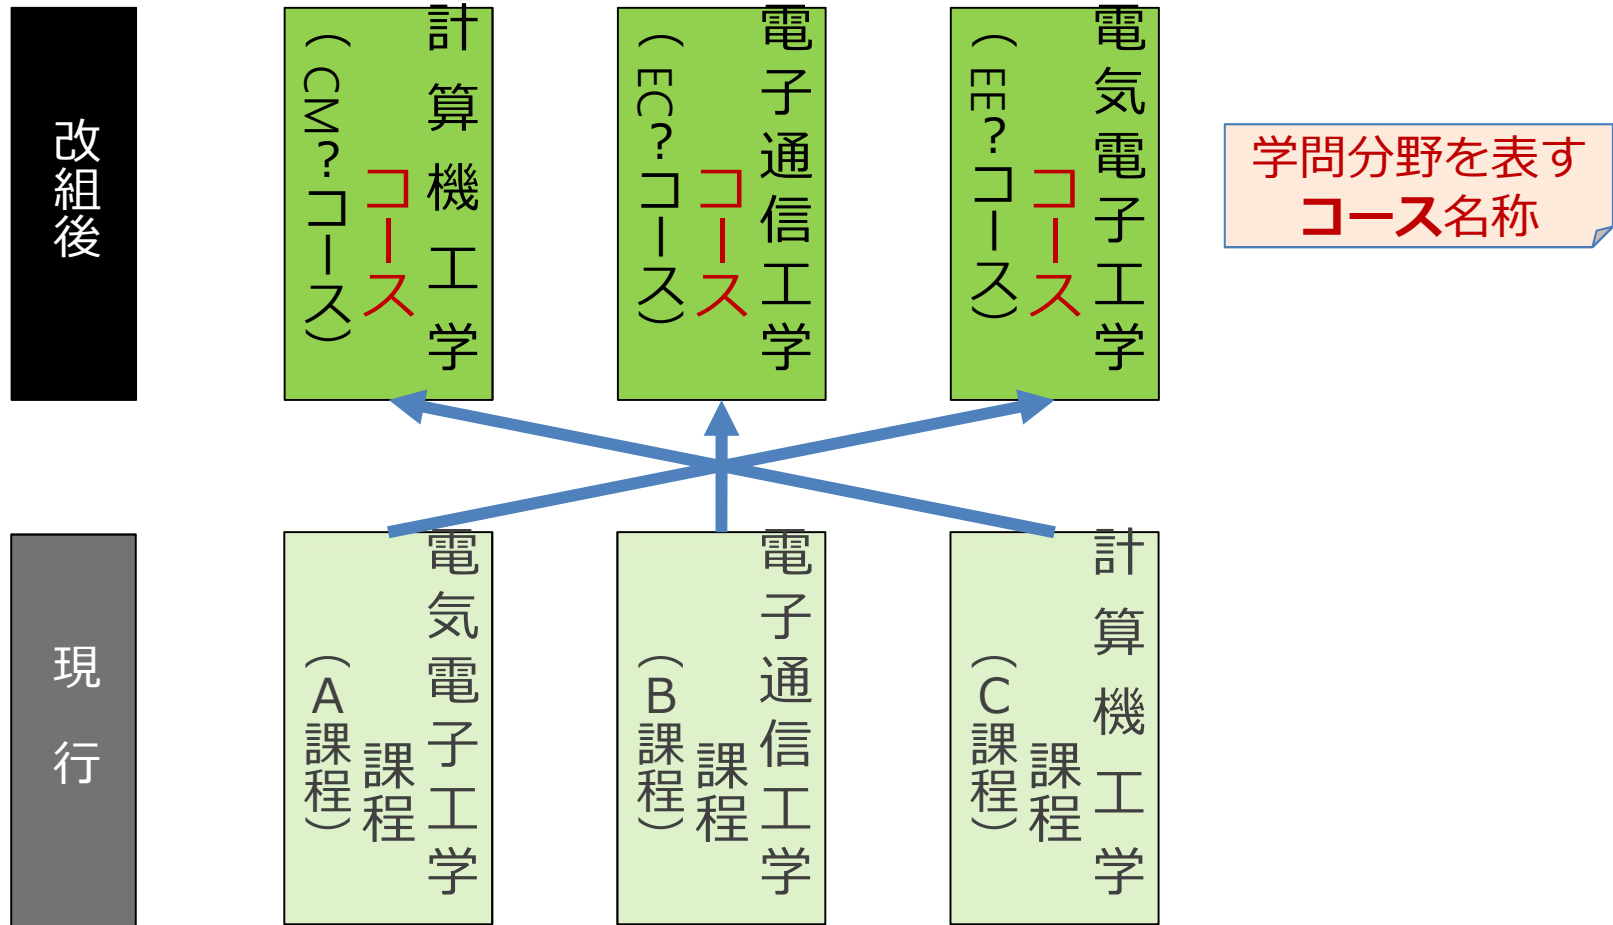 改組後
計算機工学
コース
（CM?コース）
電子通信工学
コース
（EC?コース）
電気電子工学
コース
（EE?コース）
学問分野を表す
コース名称
現行
電気電子工学
課程
（A課程）
電子通信工学
課程
（B課程）
計算機工学
課程
（C課程）